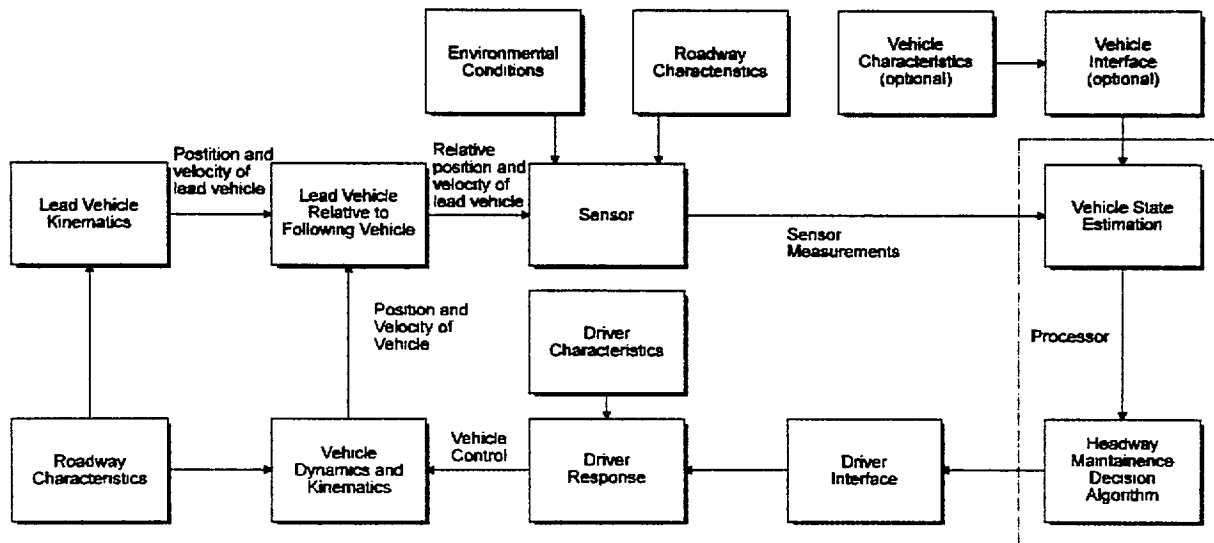 Environmental
Conditions
Roadway
Characteristics
Vehicle
Characteristics
(optional)
Vehicle
Interface
(optional)
Postition and
velocity of
lead vehicle
Relative
position and
velocity of
lead vehicle
Lead Vehicle
Kinematics
Lead Vehicle
Relative to
Following Vehicle
Sensor
Sensor
Measurements
Vehicle State
Estimation
Position and
Velocity of
Vehicle
Driver
Characteristics
Processor
Roadway
Characteristics
Vehicle
Dynamics and
Kinematics
Vehicle
Control
Driver
Response
Driver
Interface
Headway
Maintainence
Decision
Algorithm